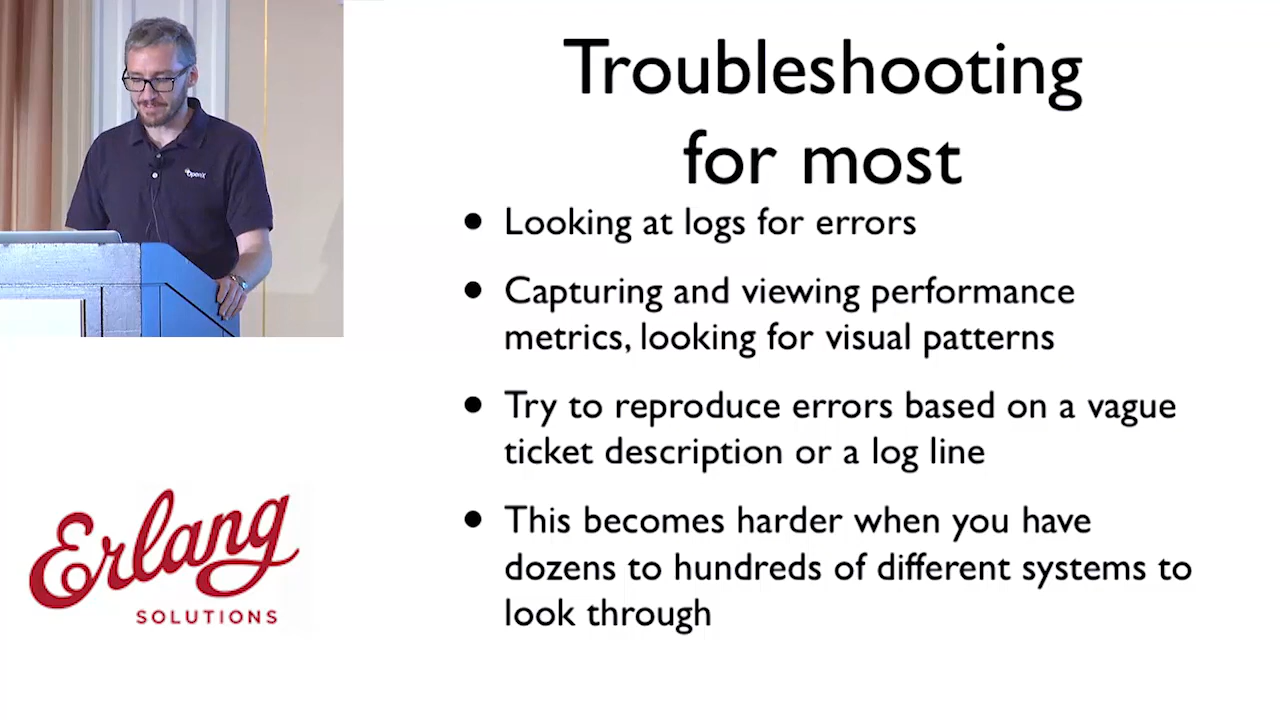 Troubleshooting
for most
• Looking at logs for errors
• Capturing and viewing performance
metrics, looking for visual patterns
• Try to reproduce errors based on a vague
ticket description or a log line
• This becomes harder when you have
dozens to hundreds of different systems to
look through
OpenX
Erlang
SOLUTIONS